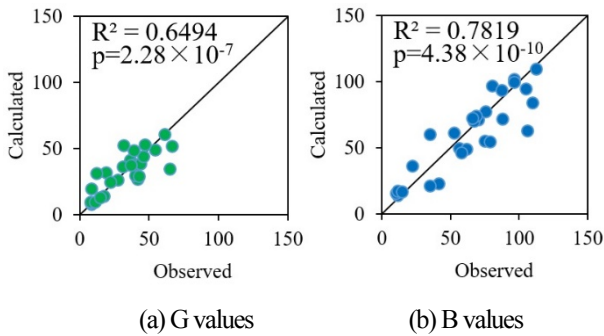 R² = 0.6494
p=2.28×10⁻⁷
150
100
50
0
0
50
100
150
Calculated
Observed
(a) G values
R² = 0.7819
p=4.38×10⁻¹⁰
150
100
50
0
0
50
100
150
Calculated
Observed
(b) B values